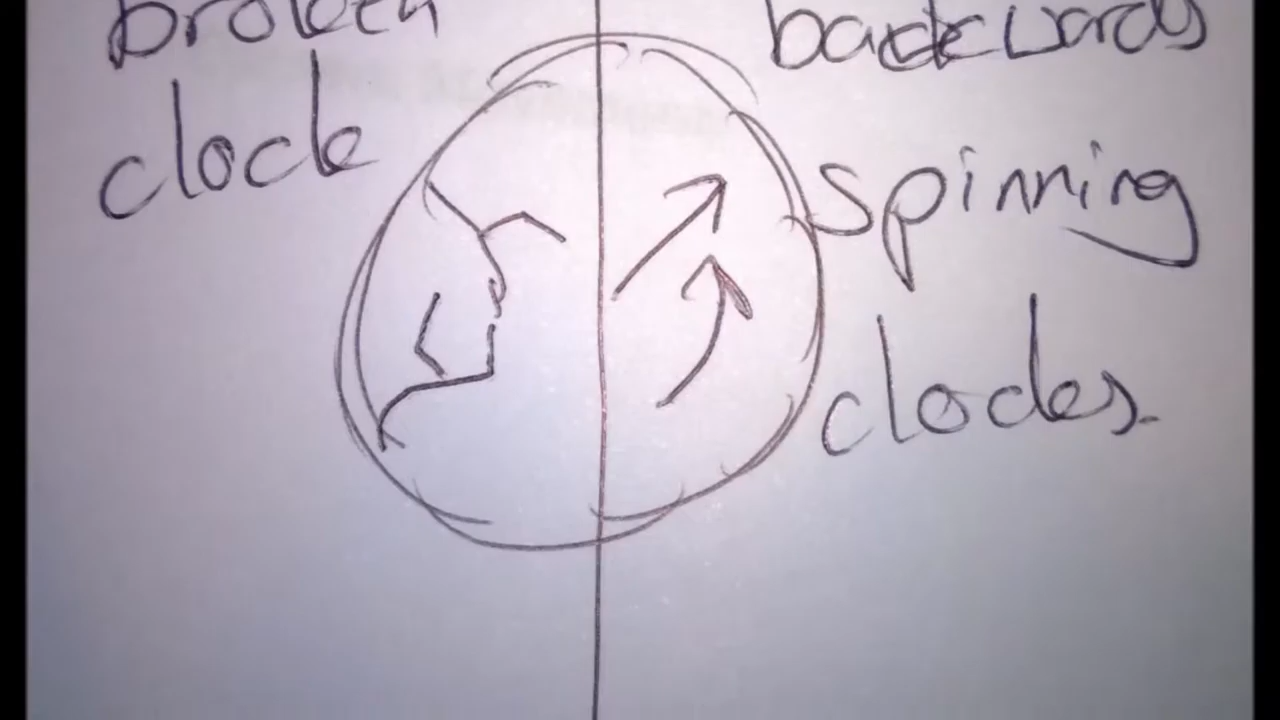 broken
clock
backwards
spinning
clocks.